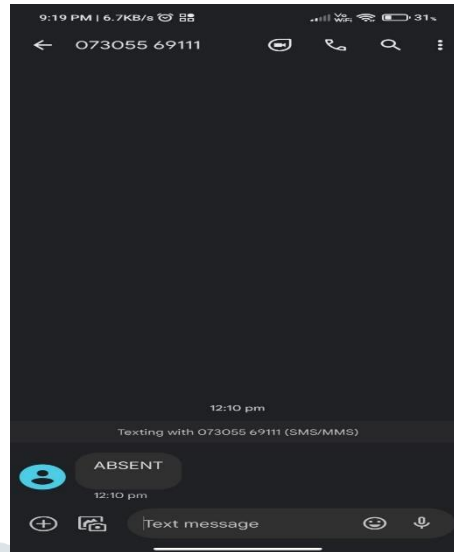 9:19 PM | 6.7KB/s 31
073055 69111
12:10 pm
Texting with 073055 69111 (SMS/MMS)
ABSENT
12:10 pm
Text message